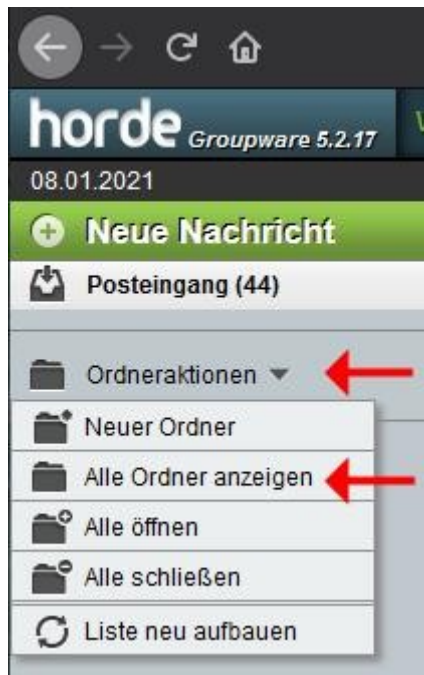 horde Groupware 5.2.17
08.01.2021
Neue Nachricht
Posteingang (44)
Ordneraktionen
Neuer Ordner
Alle Ordner anzeigen
Alle öffnen
Alle schließen
Liste neu aufbauen